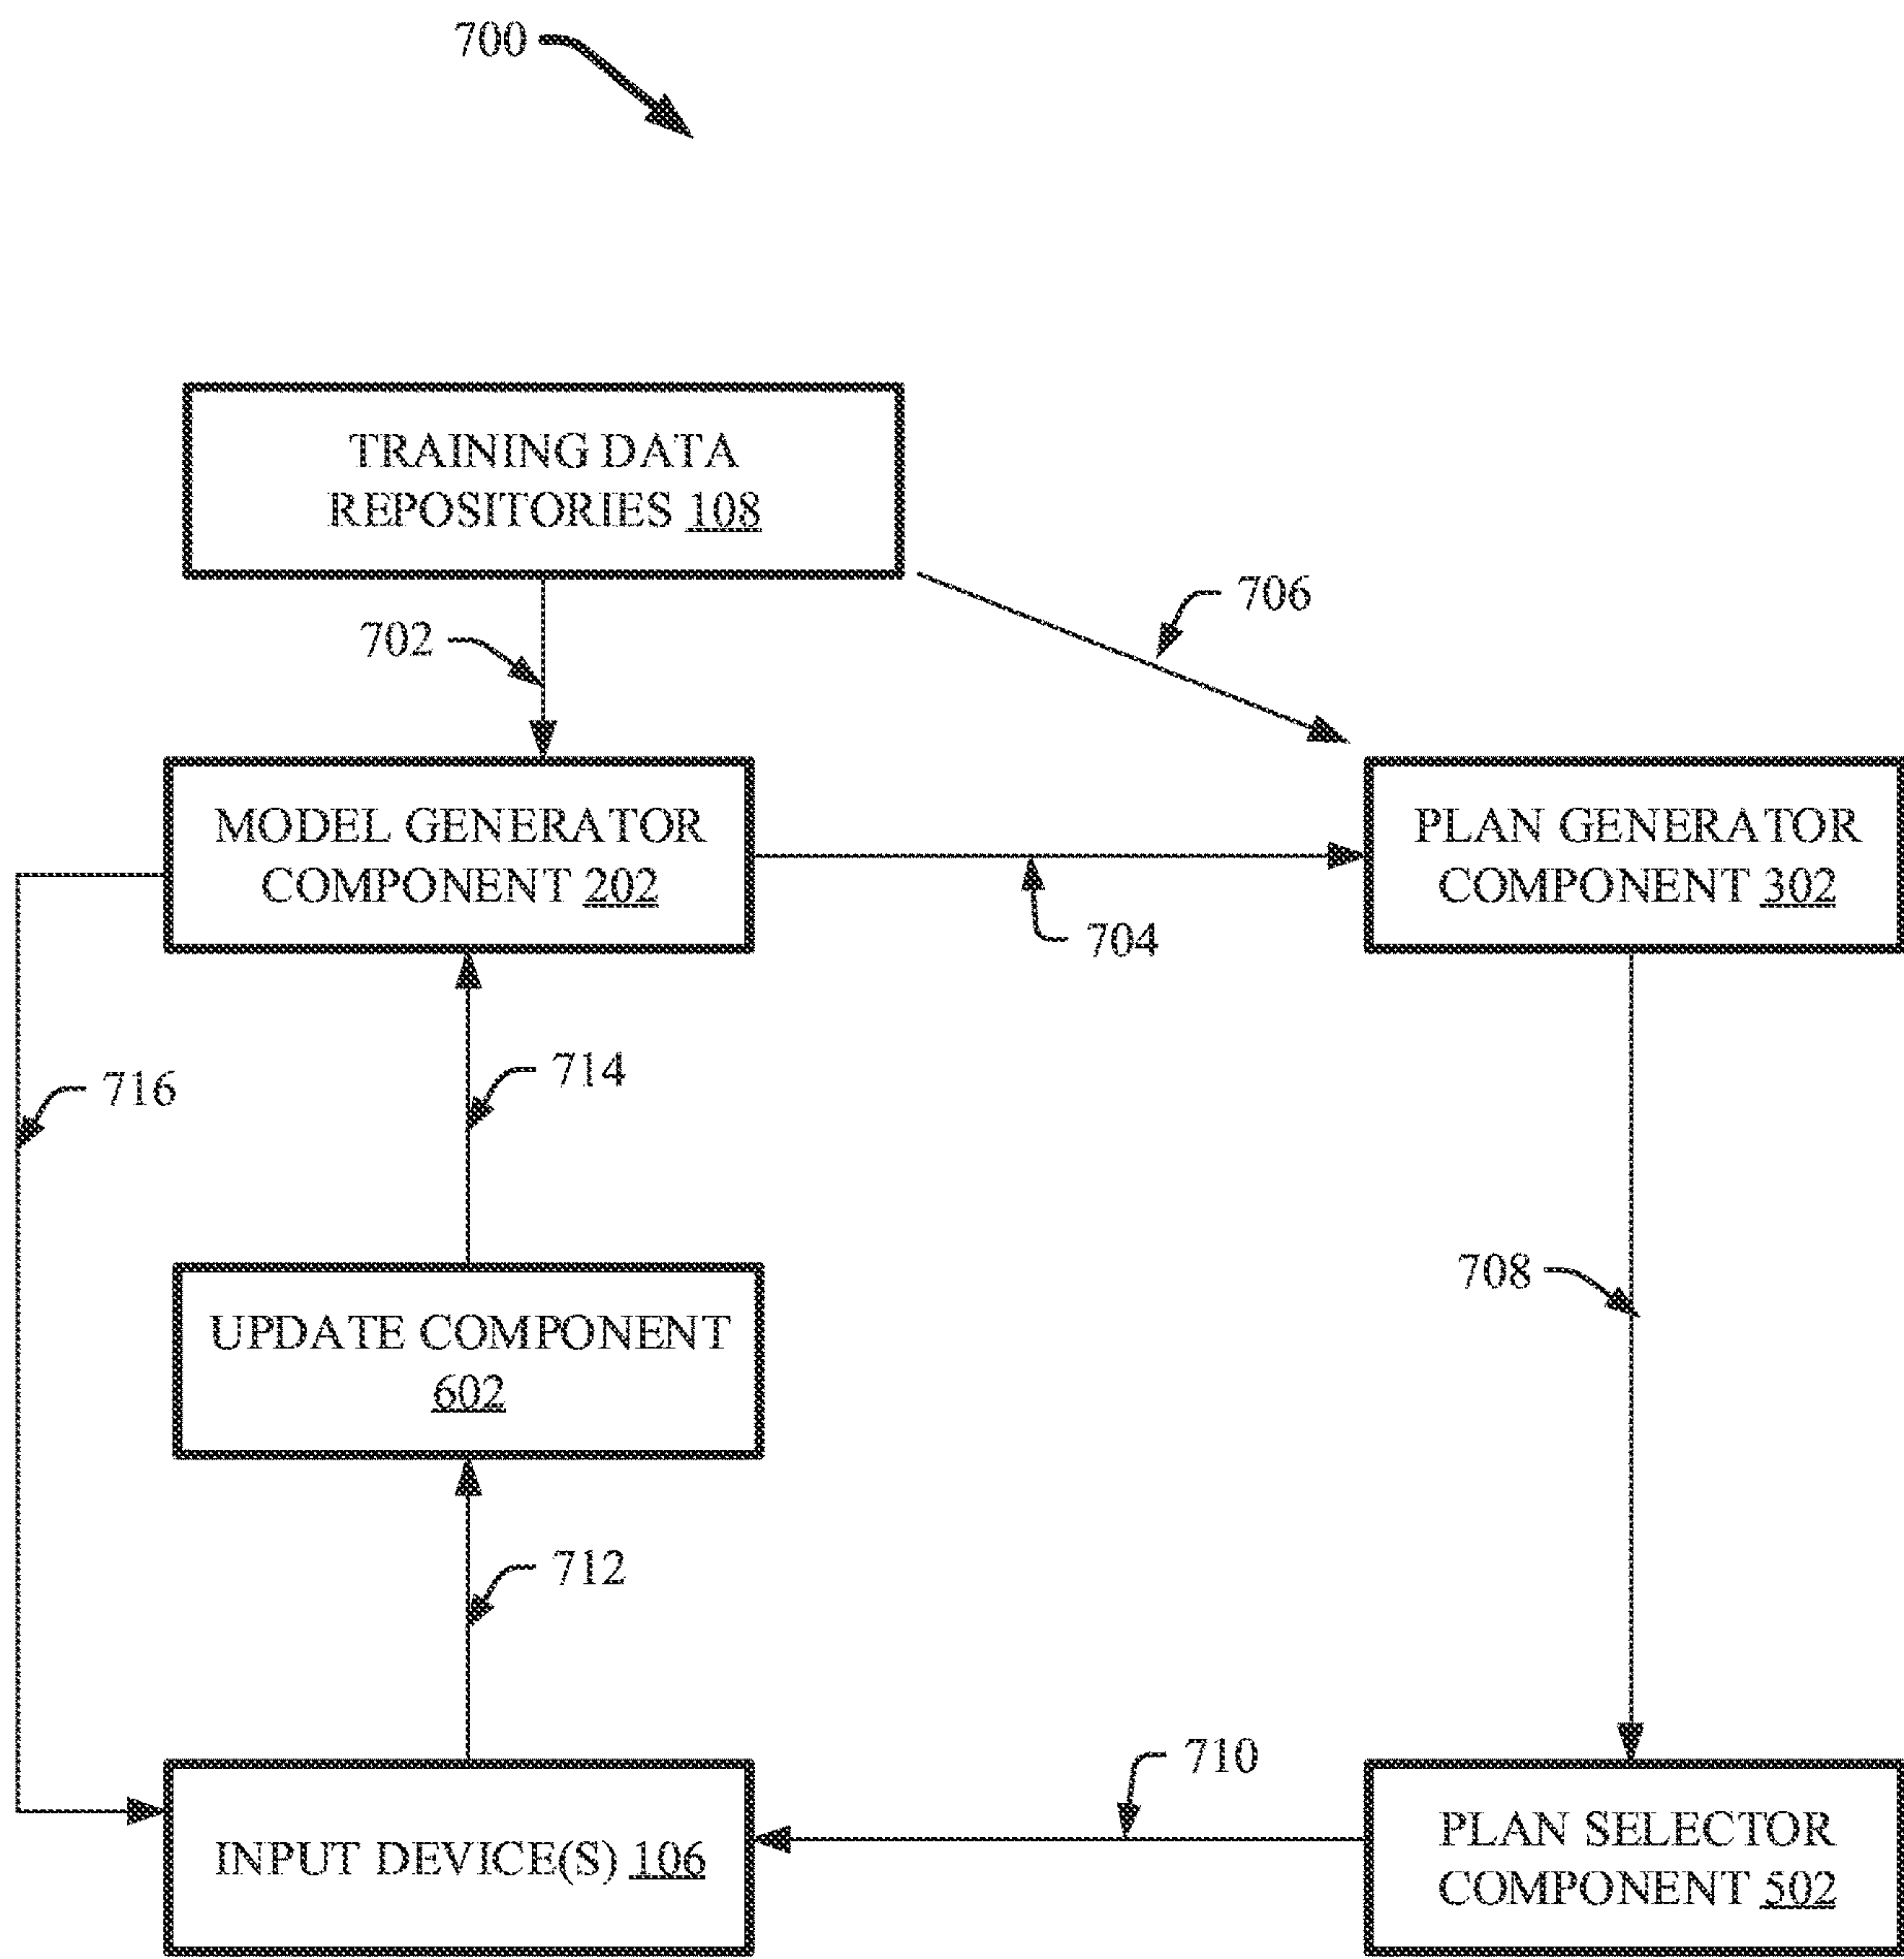 700
TRAINING DATA
REPOSITORIES 108
706
702
MODEL GENERATOR
COMPONENT 202
PLAN GENERATOR
COMPONENT 302
704
714
716
708
UPDATE COMPONENT
602
712
710
INPUT DEVICE(S) 106
PLAN SELECTOR
COMPONENT 502